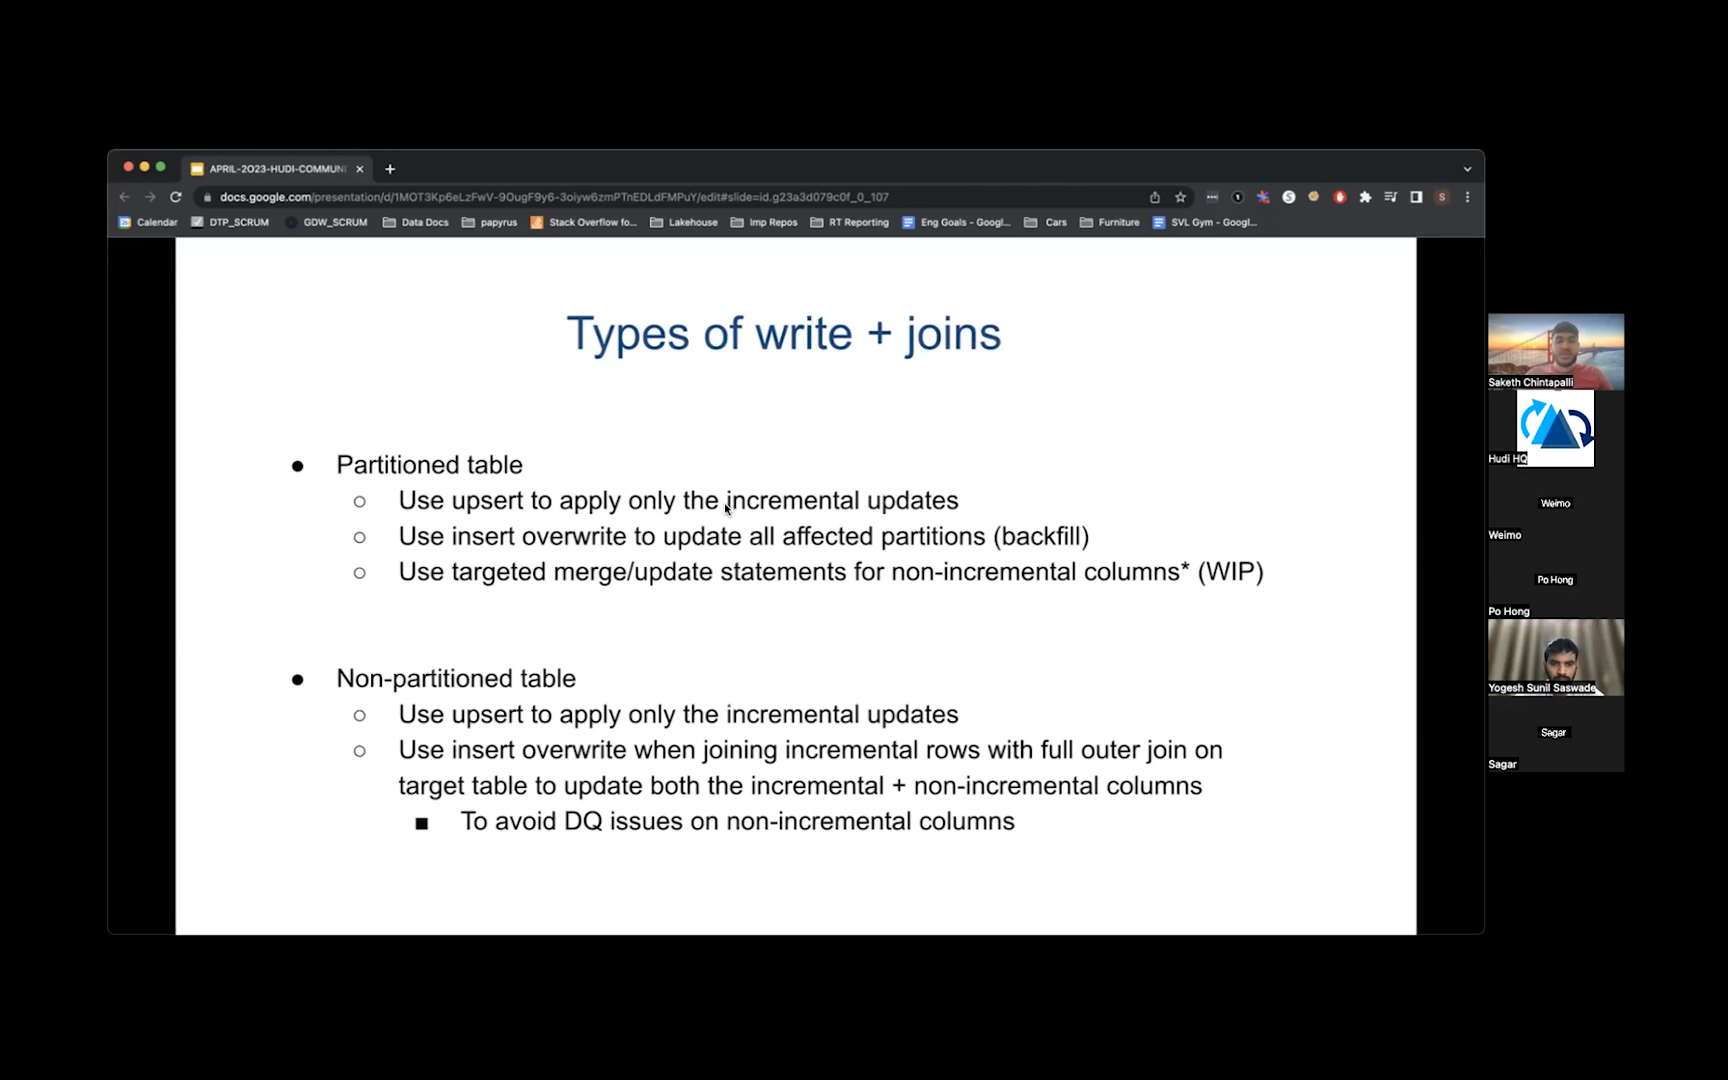 APRIL-2023-HUDI-COMMUNI
docs.google.com/presentation/d/1MOT3Kp6eLzFwV-9OugF9y6-3oiyw6zmPTnEDLdFMPuY/edit#slide=id.g23a3d079c0f_0_107
S
Calendar DTP_SCRUM GDW_SCRUM Data Docs papyrus Stack Overflow fo... Lakehouse Imp Repos RT Reporting Eng Goals - Googl... Cars Furniture SVL Gym - Googl...
Types of write + joins
● Partitioned table
○ Use upsert to apply only the incremental updates
○ Use insert overwrite to update all affected partitions (backfill)
○ Use targeted merge/update statements for non-incremental columns* (WIP)
● Non-partitioned table
○ Use upsert to apply only the incremental updates
○ Use insert overwrite when joining incremental rows with full outer join on
target table to update both the incremental + non-incremental columns
■ To avoid DQ issues on non-incremental columns
Saketh Chintapalli
Hudi HQ
Weimo
Weimo
Po Hong
Po Hong
Yogesh Sunil Saswade
Sagar
Sagar